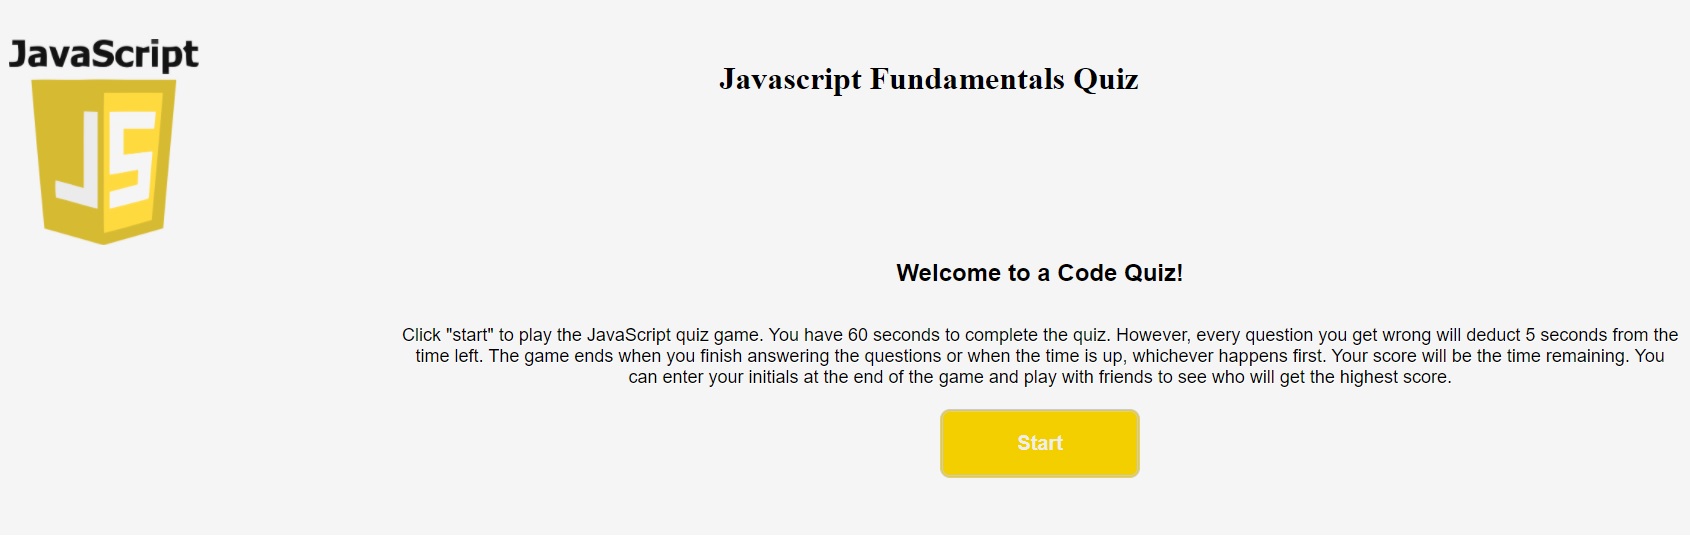 JavaScript
JS
Javascript Fundamentals Quiz
Welcome to a Code Quiz!
Click "start" to play the JavaScript quiz game. You have 60 seconds to complete the quiz. However, every question you get wrong will deduct 5 seconds from the
time left. The game ends when you finish answering the questions or when the time is up, whichever happens first. Your score will be the time remaining. You
can enter your initials at the end of the game and play with friends to see who will get the highest score.
Start